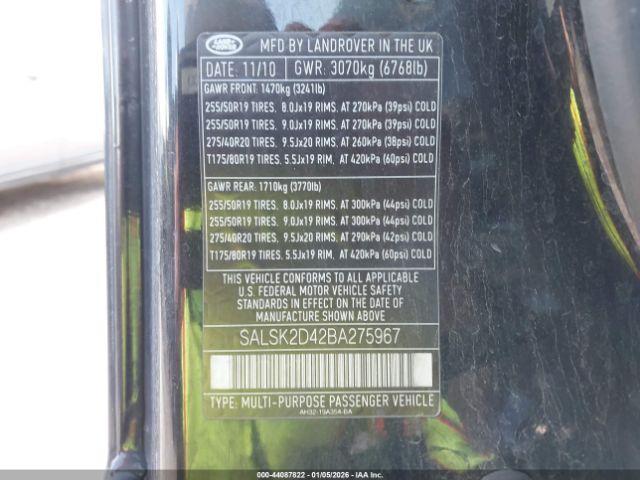 LAND ROVER
MFD BY LANDROVER IN THE UK
DATE: 11/10 GWR: 3070kg (6768lb)
GAWR FRONT: 1470kg (3241lb)
255/50R19 TIRES. 8.0Jx19 RIMS. AT 270kPa (39psi) COLD
255/50R19 TIRES. 9.0Jx19 RIMS. AT 270kPa (39psi) COLD
275/40R20 TIRES. 9.5Jx20 RIMS. AT 260kPa (38psi) COLD
T175/80R19 TIRES. 5.5Jx19 RIM. AT 420kPa (60psi) COLD
GAWR REAR: 1710kg (3770lb)
255/50R19 TIRES. 8.0Jx19 RIMS. AT 300kPa (44psi) COLD
255/50R19 TIRES. 9.0Jx19 RIMS. AT 300kPa (44psi) COLD
275/40R20 TIRES. 9.5Jx20 RIMS. AT 290kPa (42psi) COLD
T175/80R19 TIRES. 5.5Jx19 RIM. AT 420kPa (60psi) COLD
THIS VEHICLE CONFORMS TO ALL APPLICABLE
U.S. FEDERAL MOTOR VEHICLE SAFETY
STANDARDS IN EFFECT ON THE DATE OF
MANUFACTURE SHOWN ABOVE
SALSK2D42BA275967
TYPE: MULTI-PURPOSE PASSENGER VEHICLE
AH32-19A354-BA
000-44087822 01/05/2026 IAAI.COM